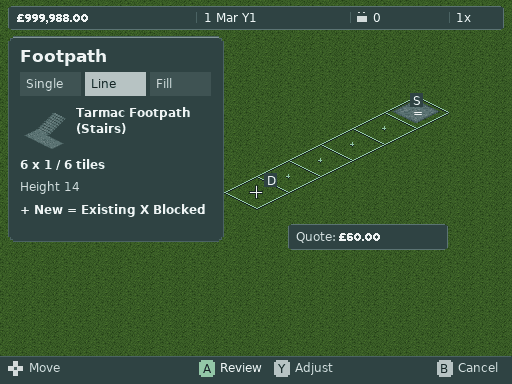 £999,988.00 1 Mar Y1 0 1x
Footpath
Single Line Fill
Tarmac Footpath
(Stairs)
6 x 1 / 6 tiles
Height 14
+ New = Existing X Blocked
S
=
+
+
+
+
D
Quote: £60.00
Move A Review Y Adjust B Cancel